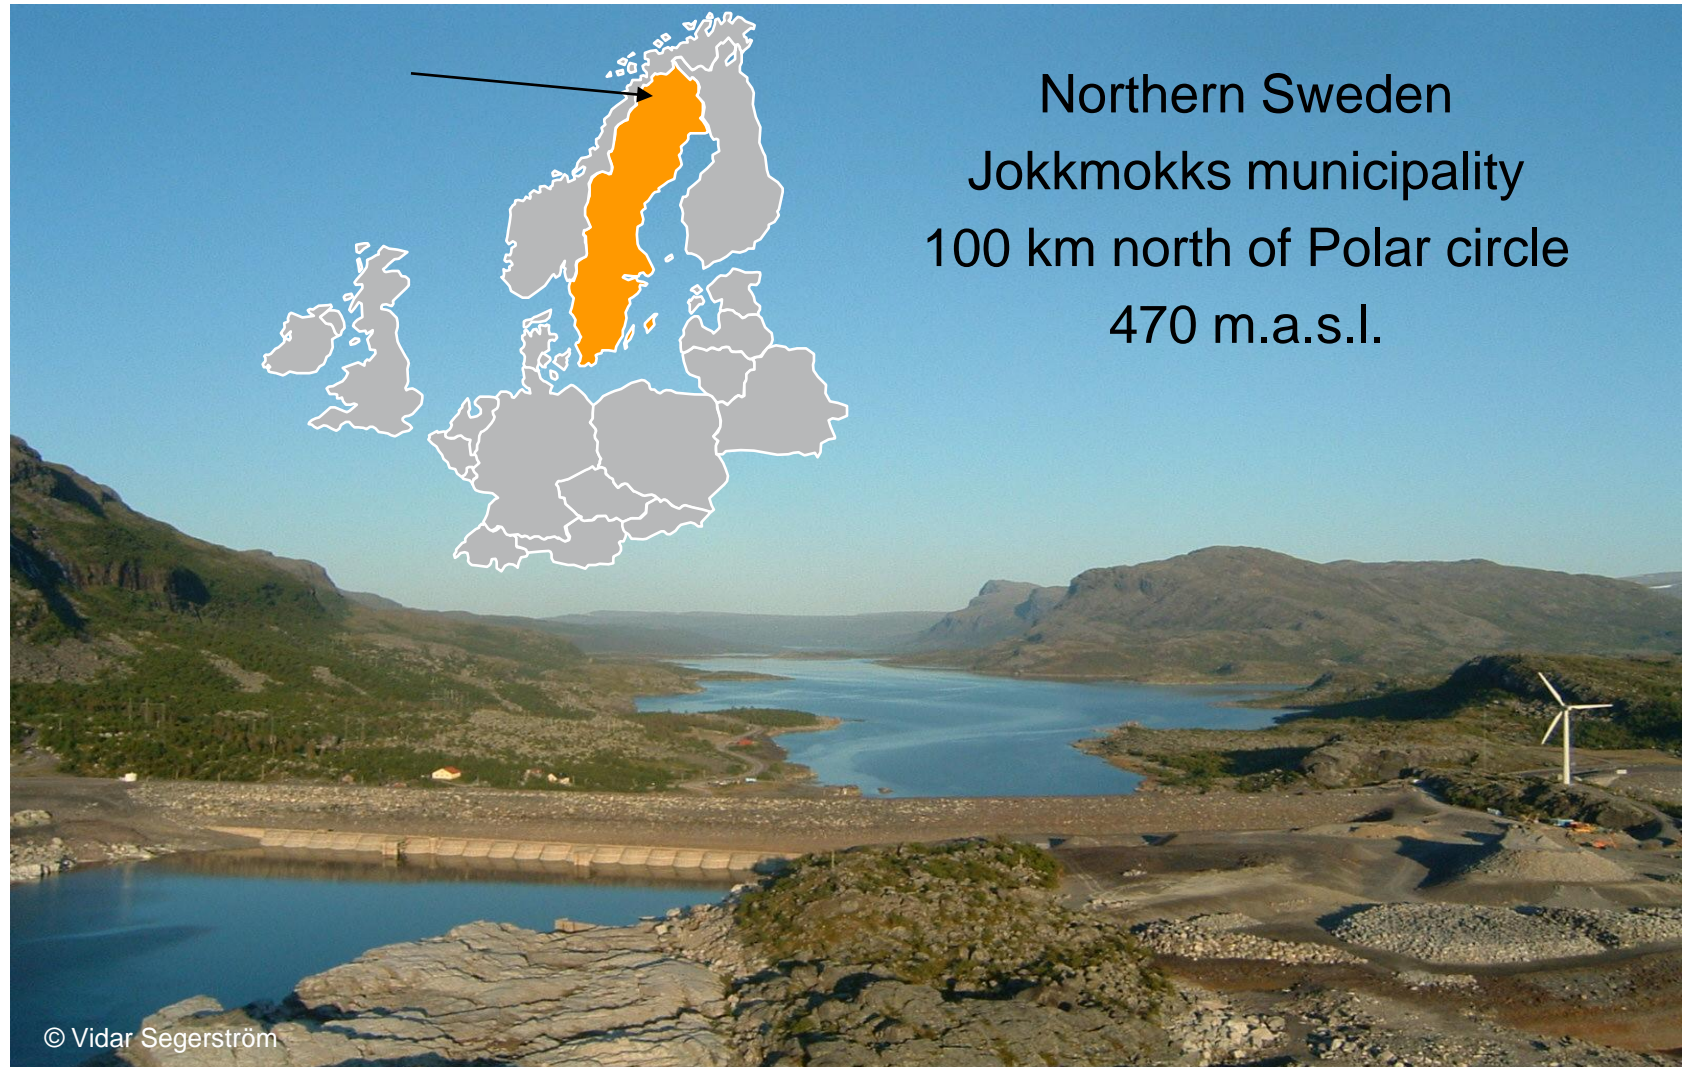 Northern Sweden
Jokkmokks municipality
100 km north of Polar circle
470 m.a.s.l.
© Vidar Segerström